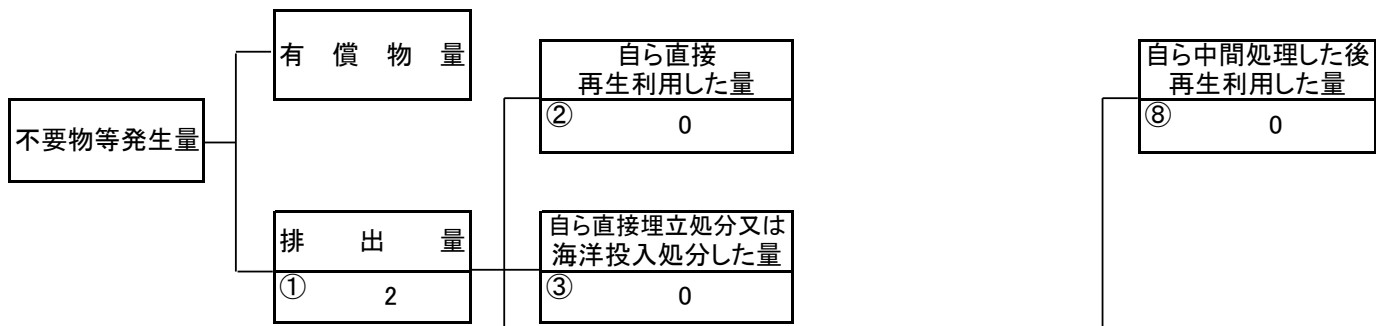 有償物量
自ら直接
再生利用した量
② 0
自ら中間処理した後
再生利用した量
⑧ 0
不要物等発生量
排出量
① 2
自ら直接埋立処分又は
海洋投入処分した量
③ 0